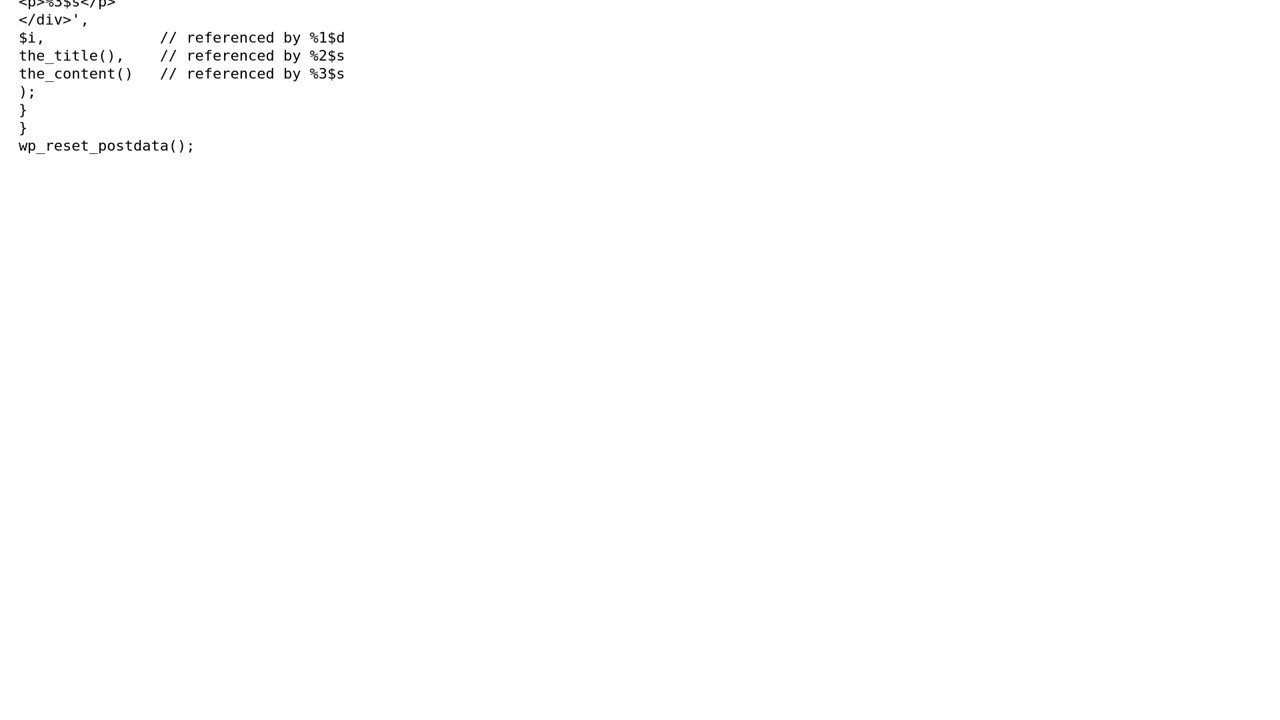 <p>%3$s</p>
</div>',
$i,             // referenced by %1$d
the_title(),    // referenced by %2$s
the_content()   // referenced by %3$s
);
}
}
wp_reset_postdata();